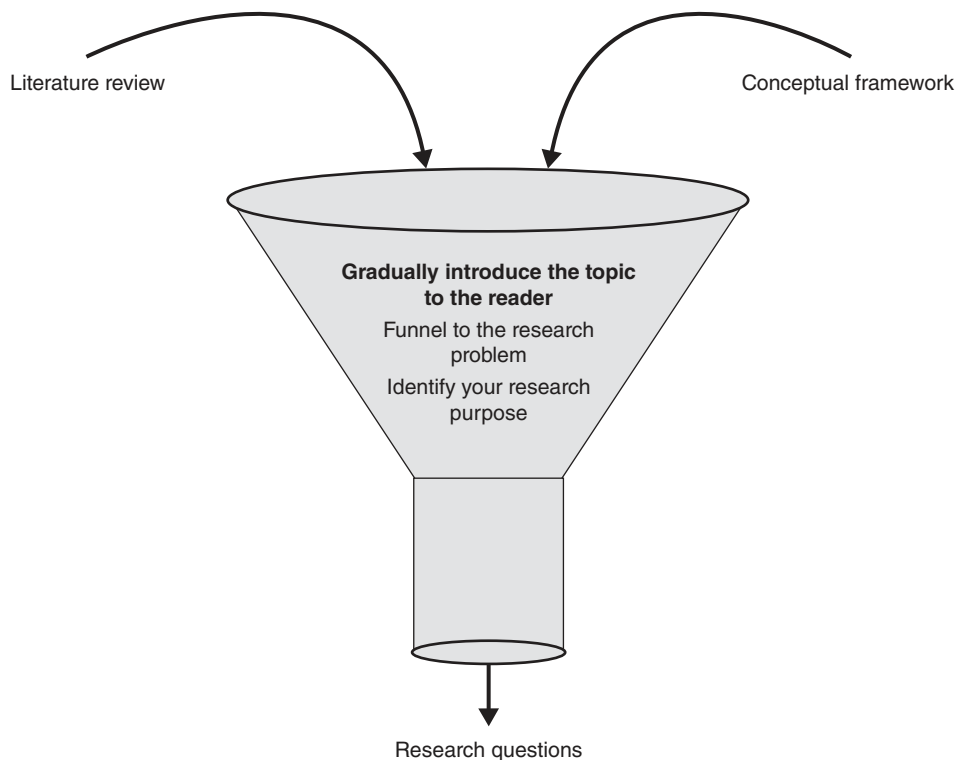 Literature review
Conceptual framework
Gradually introduce the topic
to the reader
Funnel to the research
problem
Identify your research
purpose
Research questions